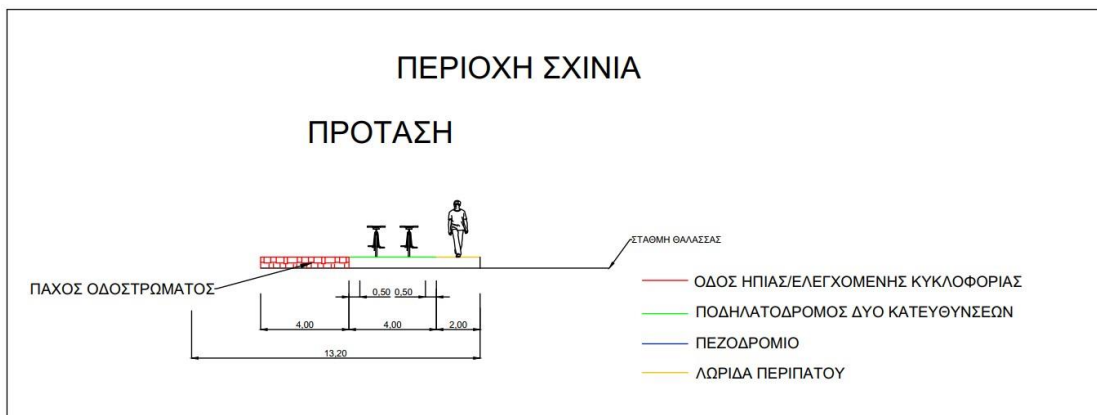 ΠΕΡΙΟΧΗ ΣΧΙΝΙΑ
ΠΡΟΤΑΣΗ
ΣΤΑΘΜΗ ΘΑΛΑΣΣΑΣ
ΠΑΧΟΣ ΟΔΟΣΤΡΩΜΑΤΟΣ
0,50 0,50
4,00 4,00 2,00
13,20
ΟΔΟΣ ΗΠΙΑΣ/ΕΛΕΓΧΟΜΕΝΗΣ ΚΥΚΛΟΦΟΡΙΑΣ
ΠΟΔΗΛΑΤΟΔΡΟΜΟΣ ΔΥΟ ΚΑΤΕΥΘΥΝΣΕΩΝ
ΠΕΖΟΔΡΟΜΙΟ
ΛΩΡΙΔΑ ΠΕΡΙΠΑΤΟΥ